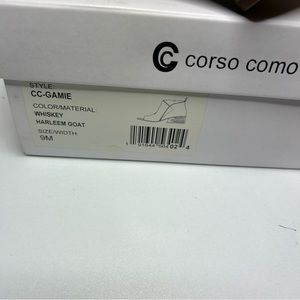 corso como
STYLE
CC-GAMIE
COLOR/MATERIAL
WHISKEY
HARLEEM GOAT
SIZE/WIDTH
9M